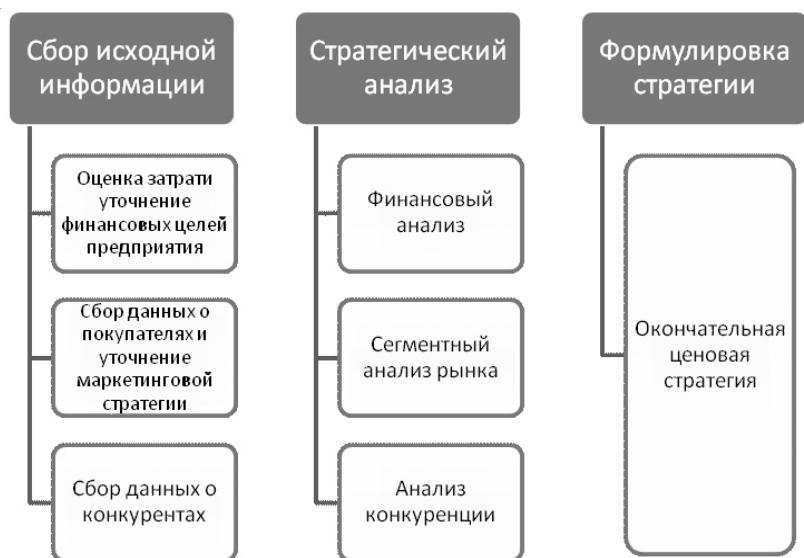 Сбор исходной
информации
Оценка затрати
уточнение
финансовых целей
предприятия
Сбор данных о
покупателях и
уточнение
маркетинговой
стратегии
Сбор данных о
конкурентах
Стратегический
анализ
Финансовый
анализ
Сегментный
анализ рынка
Анализ
конкуренции
Формулировка
стратегии
Окончательная
ценовая
стратегия